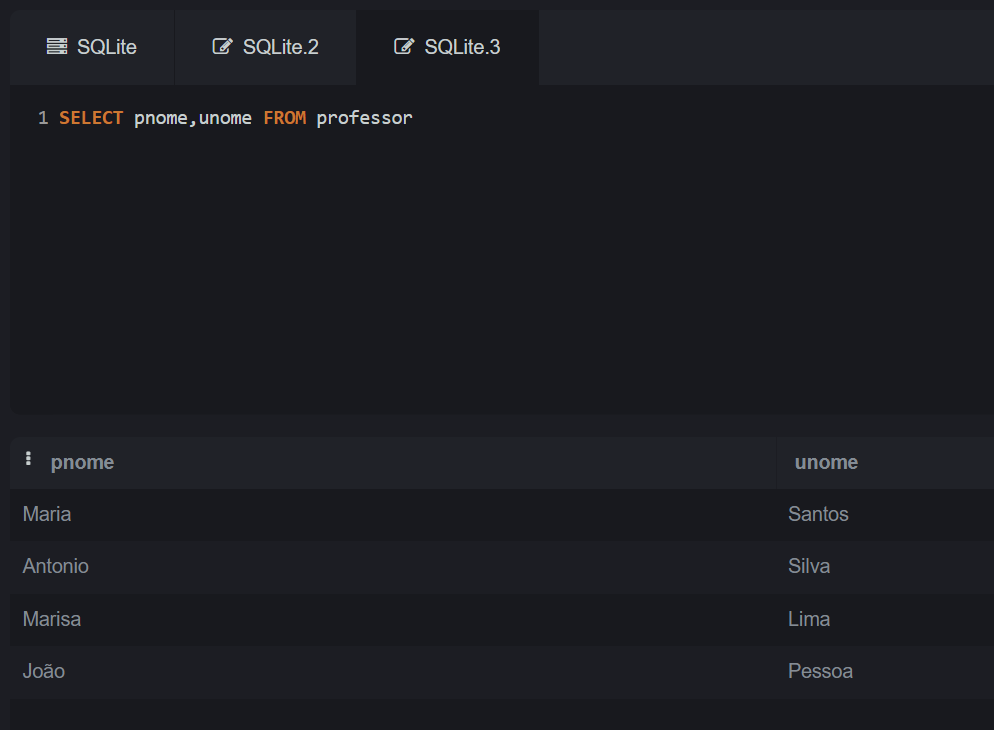 SQLite SQLite.2 SQLite.3
1 SELECT pnome,unome FROM professor
pnome unome
Maria Santos
Antonio Silva
Marisa Lima
João Pessoa